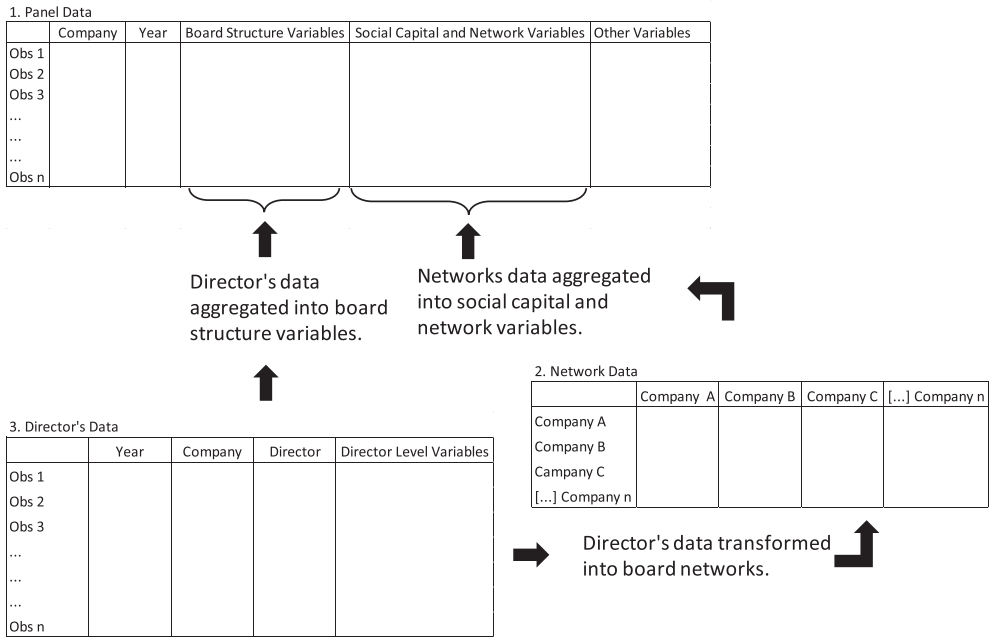 1. Panel Data
Company Year Board Structure Variables Social Capital and Network Variables Other Variables
Obs 1
Obs 2
Obs 3
...
...
...
Obs n
Director's data
aggregated into board
structure variables.
Networks data aggregated
into social capital and
network variables.
2. Network Data
Company A Company B Company C [...] Company n
Company A
Company B
Campany C
[...] Company n
3. Director's Data
Year Company Director Director Level Variables
Obs 1
Obs 2
Obs 3
...
...
...
Obs n
Director's data transformed
into board networks.